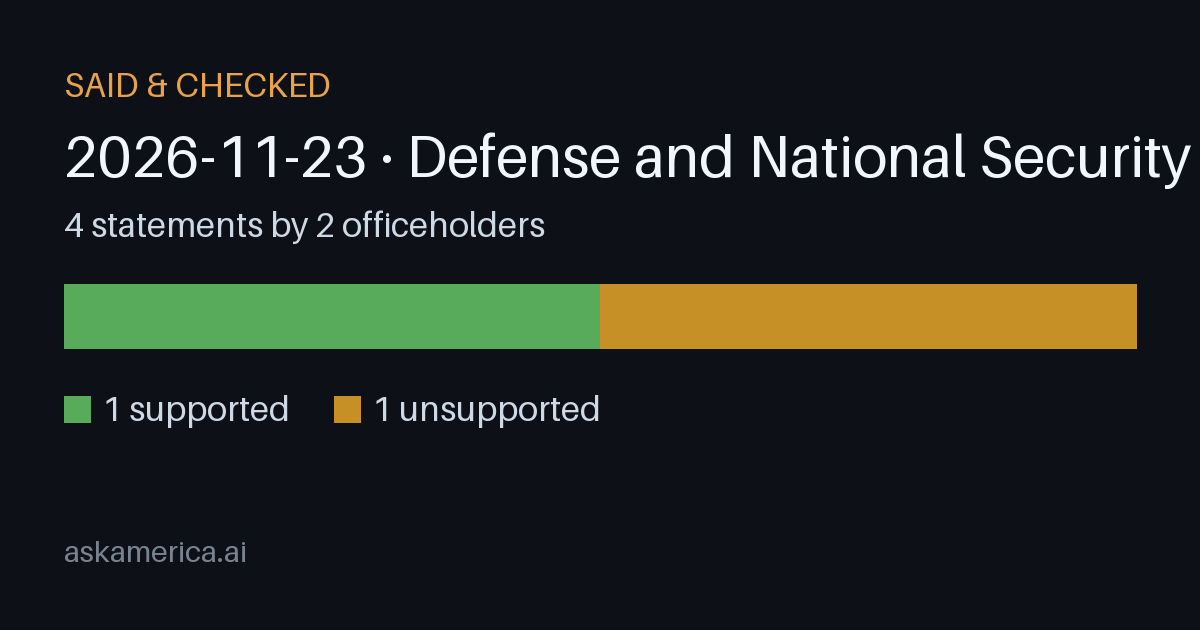 SAID & CHECKED
2026-11-23 · Defense and National Security
4 statements by 2 officeholders
1 supported 1 unsupported
askamerica.ai